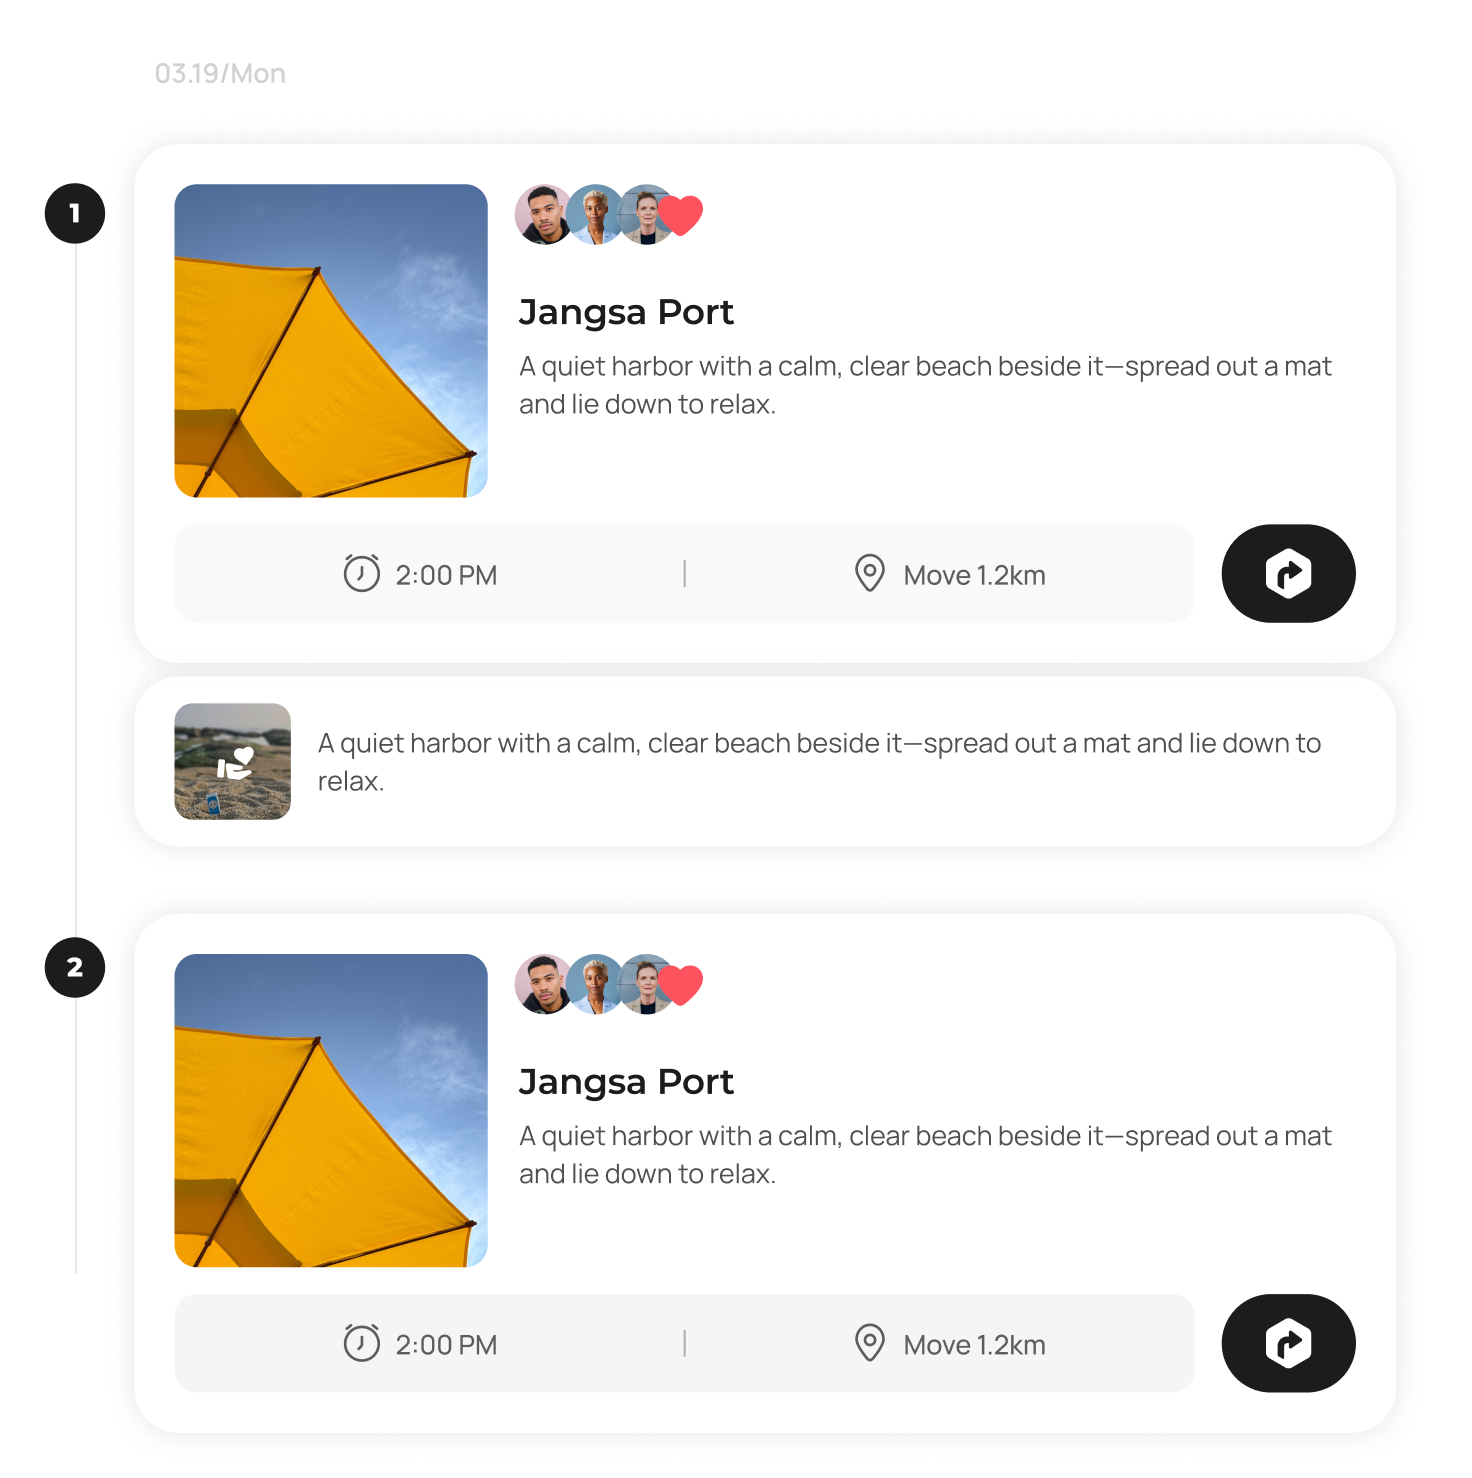 03.19/Mon
1
Jangsa Port
A quiet harbor with a calm, clear beach beside it—spread out a mat
and lie down to relax.
2:00 PM | Move 1.2km
A quiet harbor with a calm, clear beach beside it—spread out a mat and lie down to
relax.
2
Jangsa Port
A quiet harbor with a calm, clear beach beside it—spread out a mat
and lie down to relax.
2:00 PM | Move 1.2km